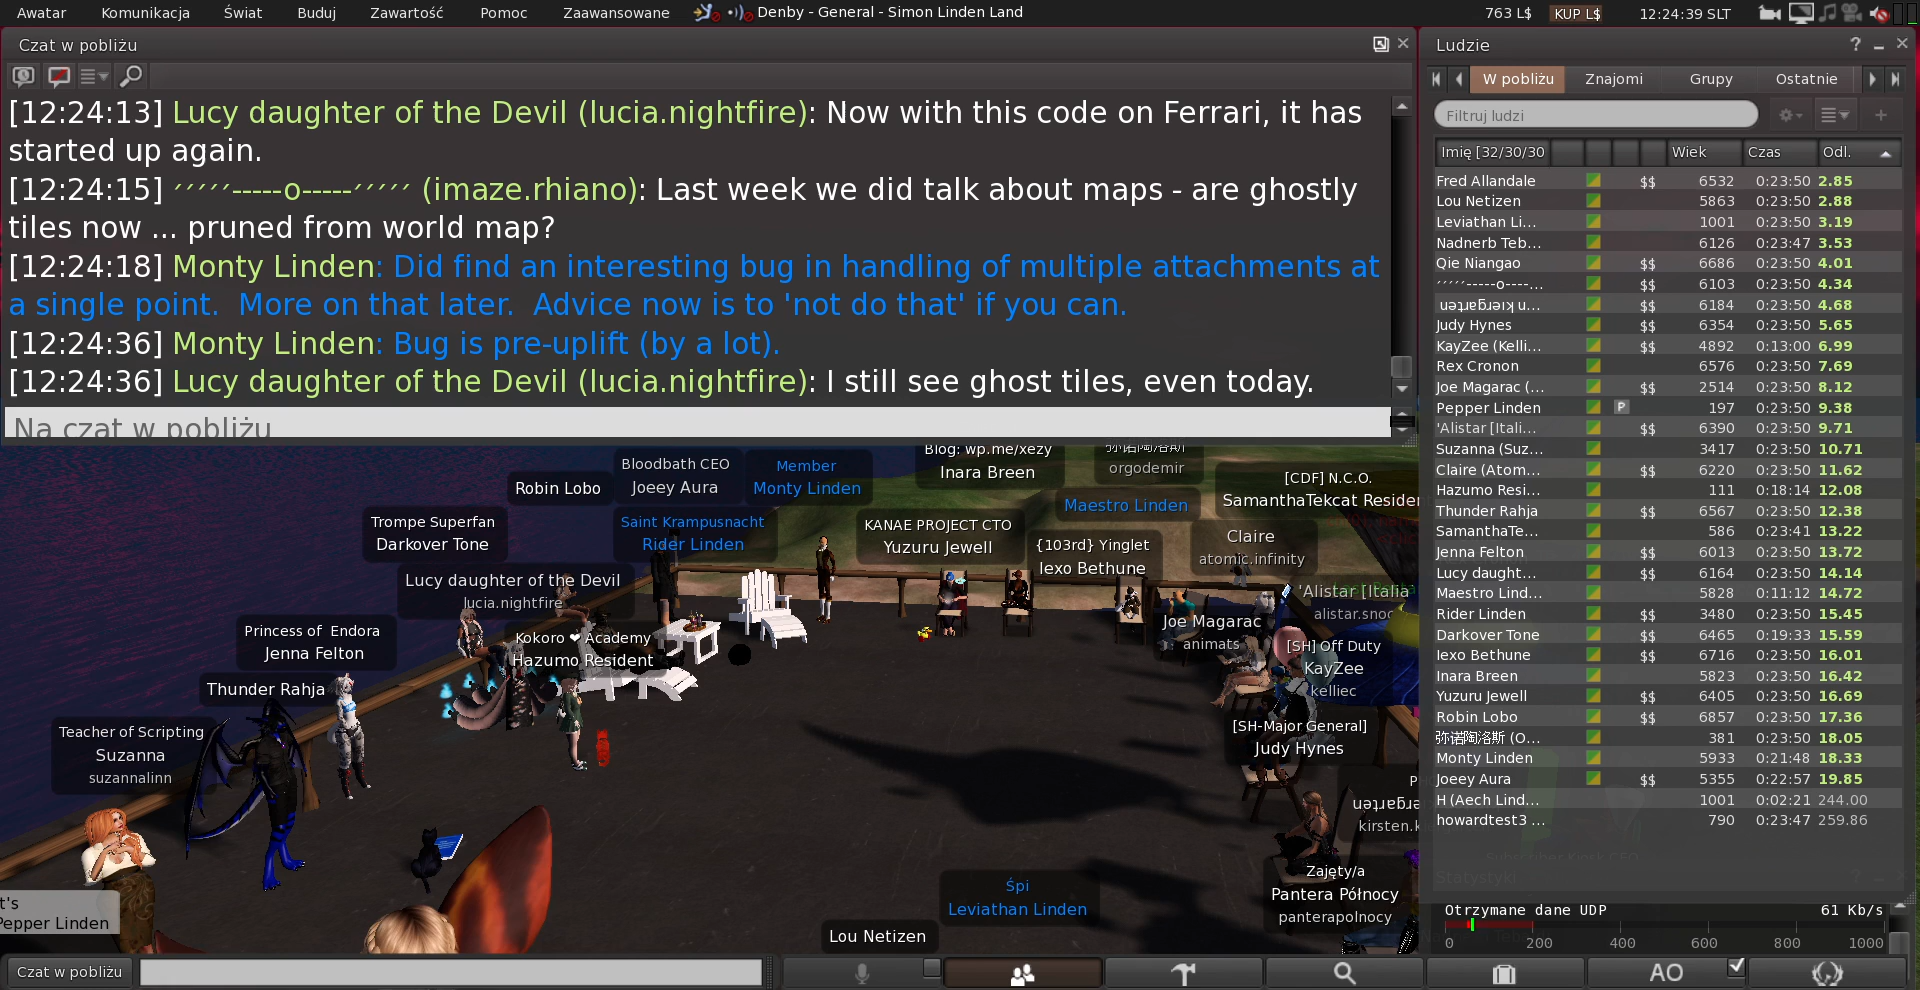 Awatar Komunikacja Świat Buduj Zawartość Pomoc Zaawansowane Denby - General - Simon Linden Land 763 L$ KUP L$ 12:24:39 SLT
Czat w pobliżu
[12:24:13] Lucy daughter of the Devil (lucia.nightfire): Now with this code on Ferrari, it has
started up again.
[12:24:15] ′′′′′-----o-----′′′′′ (imaze.rhiano): Last week we did talk about maps - are ghostly
tiles now ... pruned from world map?
[12:24:18] Monty Linden: Did find an interesting bug in handling of multiple attachments at
a single point.  More on that later.  Advice now is to 'not do that' if you can.
[12:24:36] Monty Linden: Bug is pre-uplift (by a lot).
[12:24:36] Lucy daughter of the Devil (lucia.nightfire): I still see ghost tiles, even today.
Na czat w pobliżu
Blog: wp.me/xezy
Inara Breen
弥诺陶洛斯
orgodemir
Bloodbath CEO
Joeey Aura
Member
Monty Linden
Robin Lobo
[CDF] N.C.O.
SamanthaTekcat Resider
Maestro Linden
Trompe Superfan
Darkover Tone
Saint Krampusnacht
Rider Linden
KANAE PROJECT CTO
Yuzuru Jewell
{103rd} Yinglet
Iexo Bethune
Claire
atomic.infinity
Lucy daughter of the Devil
lucia.nightfire
'Alistar [Italia
alistar.snoc
Joe Magarac
animats
Princess of  Endora
Jenna Felton
Kokoro ❤ Academy
Hazumo Resident
[SH] Off Duty
KayZee
kelliec
Thunder Rahja
Teacher of Scripting
Suzanna
suzannalinn
[SH-Major General]
Judy Hynes
kirsten.k
Zajęty/a
Pantera Północy
panterapolnocy
Śpi
Leviathan Linden
Lou Netizen
t's
Pepper Linden
Czat w pobliżu
AO
Ludzie
W pobliżu Znajomi Grupy Ostatnie
Filtruj ludzi
Imię [32/30/30 Wiek Czas Odl.
Fred Allandale $$ 6532 0:23:50 2.85
Lou Netizen 5863 0:23:50 2.88
Leviathan Li... 1001 0:23:50 3.19
Nadnerb Teb... 6126 0:23:47 3.53
Qie Niangao $$ 6686 0:23:50 4.01
′′′′′-----o----... $$ 6103 0:23:50 4.34
uǝʇɹɐƃɹǝıʞ u... $$ 6184 0:23:50 4.68
Judy Hynes $$ 6354 0:23:50 5.65
KayZee (Kelli... $$ 4892 0:13:00 6.99
Rex Cronon 6576 0:23:50 7.69
Joe Magarac (... $$ 2514 0:23:50 8.12
Pepper Linden P 197 0:23:50 9.38
'Alistar [Itali... $$ 6390 0:23:50 9.71
Suzanna (Suz... 3417 0:23:50 10.71
Claire (Atom... $$ 6220 0:23:50 11.62
Hazumo Resi... 111 0:18:14 12.08
Thunder Rahja $$ 6567 0:23:50 12.38
SamanthaTe... 586 0:23:41 13.22
Jenna Felton $$ 6013 0:23:50 13.72
Lucy daught... $$ 6164 0:23:50 14.14
Maestro Lind... 5828 0:11:12 14.72
Rider Linden $$ 3480 0:23:50 15.45
Darkover Tone $$ 6465 0:19:33 15.59
Iexo Bethune $$ 6716 0:23:50 16.01
Inara Breen 5823 0:23:50 16.42
Yuzuru Jewell $$ 6405 0:23:50 16.69
Robin Lobo $$ 6857 0:23:50 17.36
弥诺陶洛斯 (O... 381 0:23:50 18.05
Monty Linden 5933 0:21:48 18.33
Joeey Aura $$ 5355 0:22:57 19.85
H (Aech Lind... 1001 0:02:21 244.00
howardtest3 ... 790 0:23:47 259.86
Statystyki
Otrzymane dane UDP 61 Kb/s
0 200 400 600 800 1000